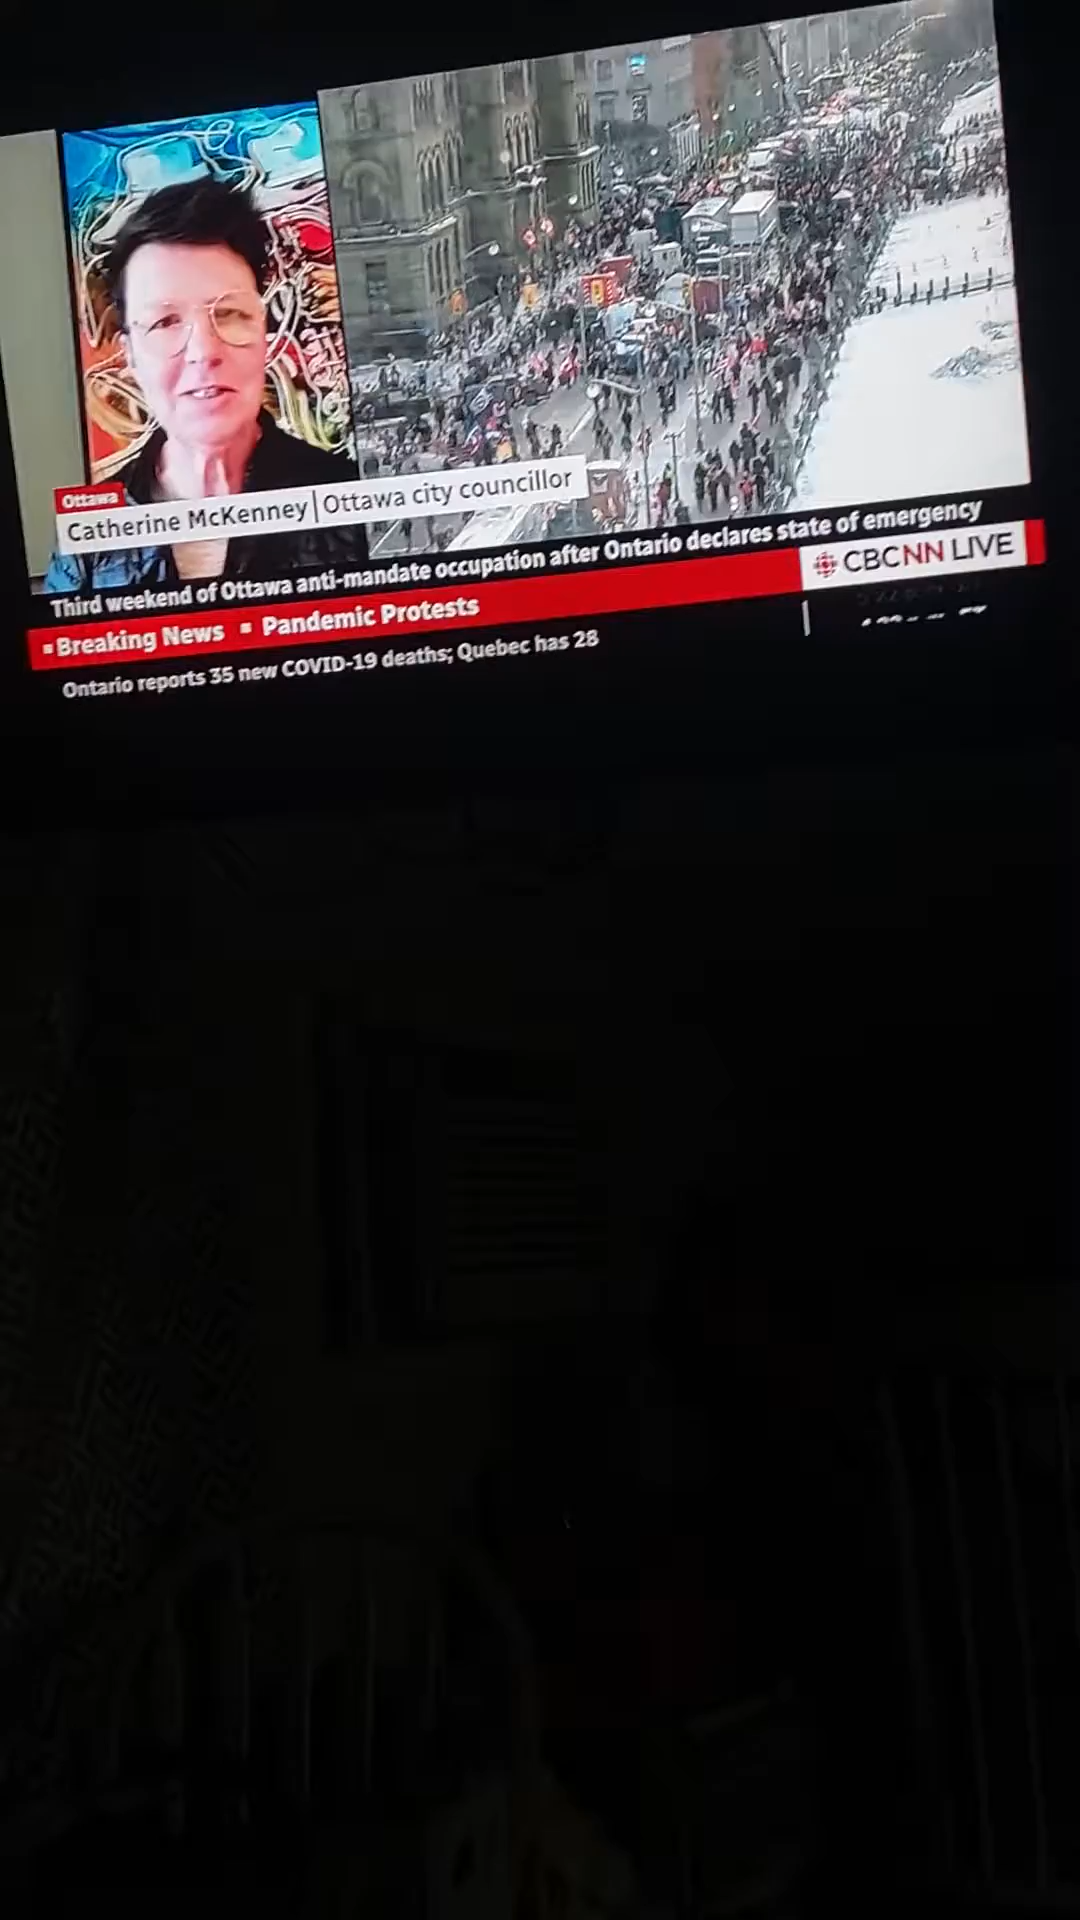 Ottawa
Catherine McKenney | Ottawa city councillor
Third weekend of Ottawa anti-mandate occupation after Ontario declares state of emergency
CBCNN LIVE
▪ Breaking News ▪ Pandemic Protests
Ontario reports 35 new COVID-19 deaths; Quebec has 28